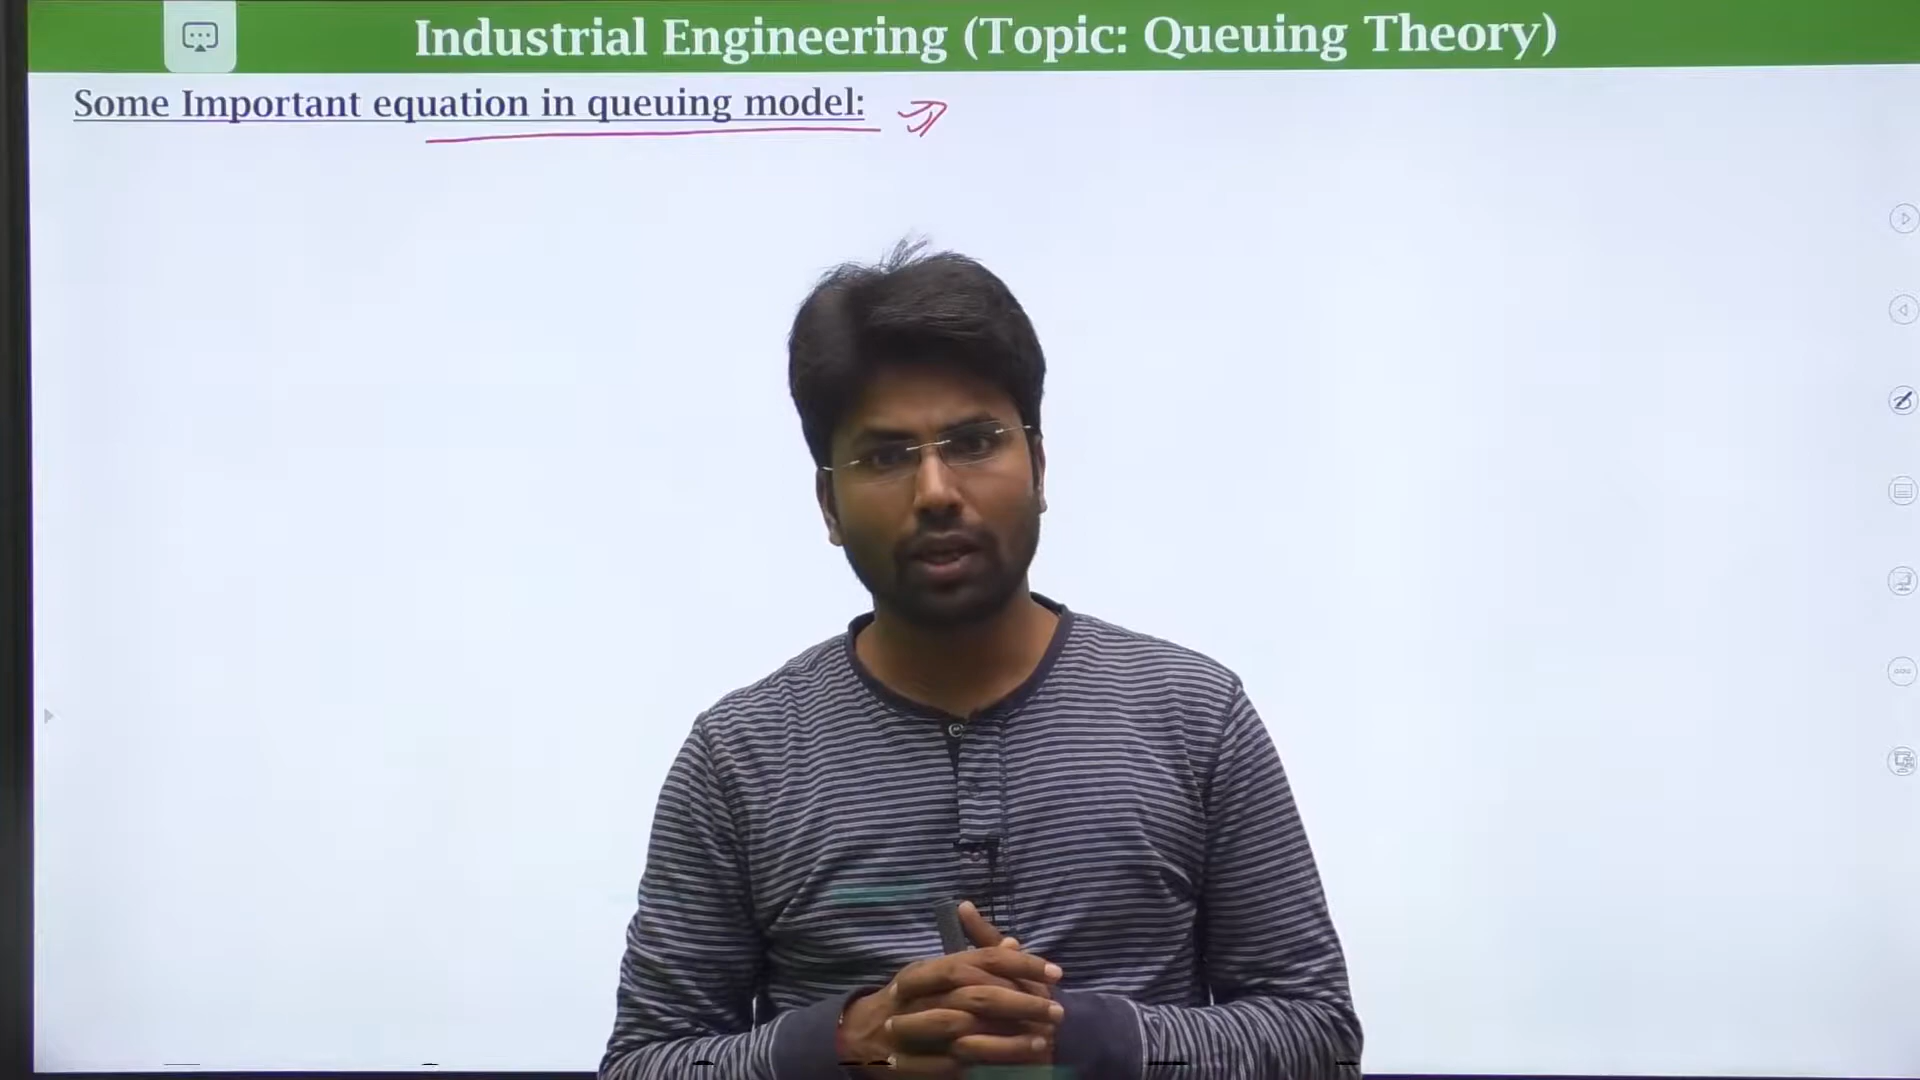 Industrial Engineering (Topic: Queuing Theory)
Some Important equation in queuing model: